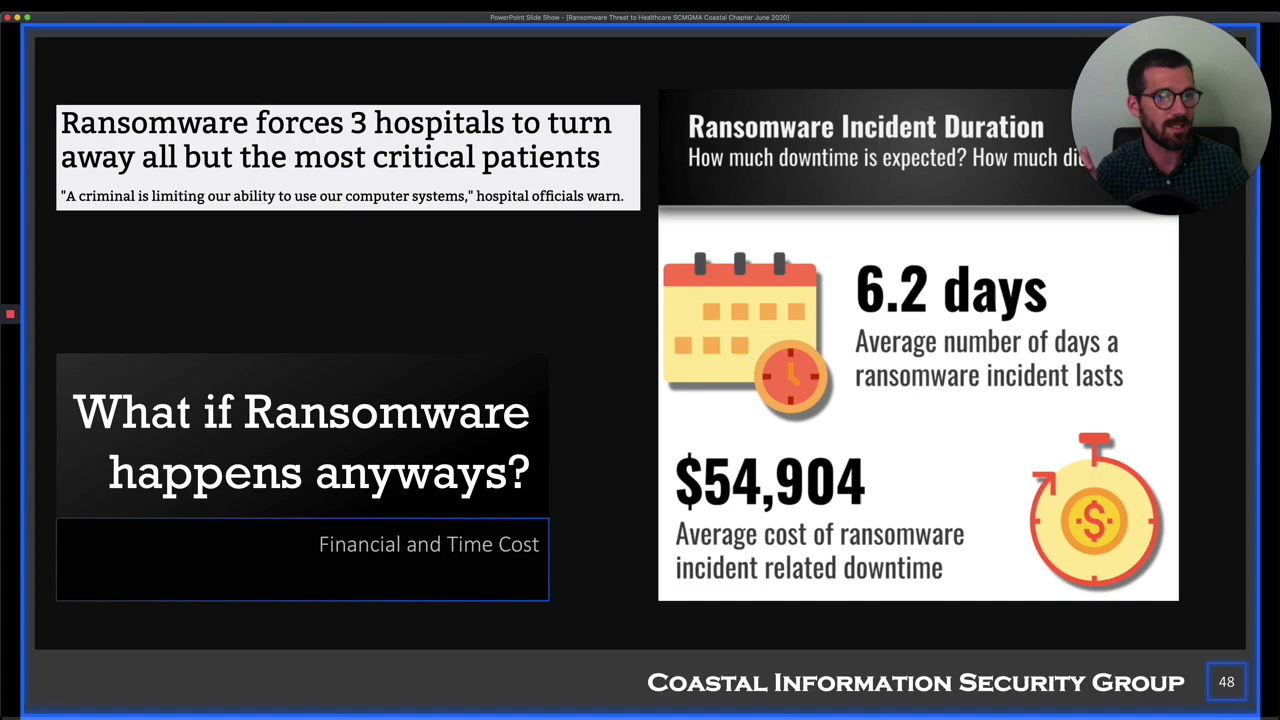 PowerPoint Slide Show - [Ransomware Threat to Healthcare SCMGMA Coastal Chapter June 2020]
Ransomware forces 3 hospitals to turn
away all but the most critical patients
"A criminal is limiting our ability to use our computer systems," hospital officials warn.
What if Ransomware
happens anyways?
Financial and Time Cost
Ransomware Incident Duration
How much downtime is expected? How much did
6.2 days
Average number of days a
ransomware incident lasts
$54,904
Average cost of ransomware
incident related downtime
$
Coastal Information Security Group
48